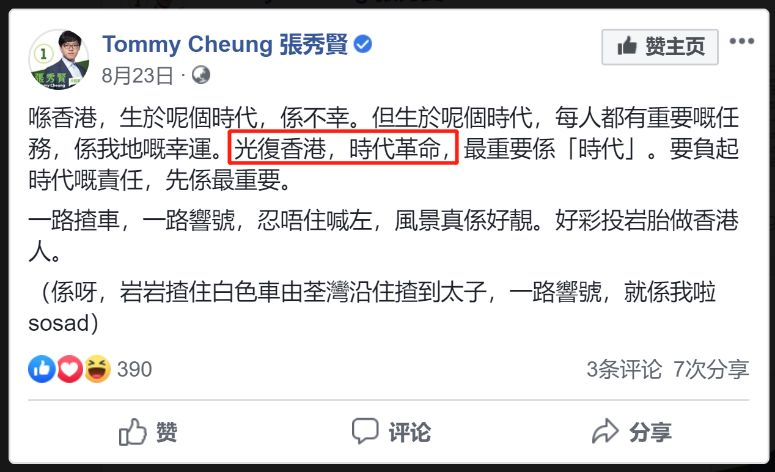 Tommy Cheung 張秀賢
8月23日
1
張秀賢
赞主页
喺香港，生於呢個時代，係不幸。但生於呢個時代，每人都有重要嘅任
務，係我地嘅幸運。光復香港，時代革命，最重要係「時代」。要負起
時代嘅責任，先係最重要。
一路揸車，一路響號，忍唔住喊左，風景真係好靚。好彩投岩胎做香港
人。
（係呀，岩岩揸住白色車由荃灣沿住揸到太子，一路響號，就係我啦
sosad）
390
3条评论 7次分享
赞
评论
分享